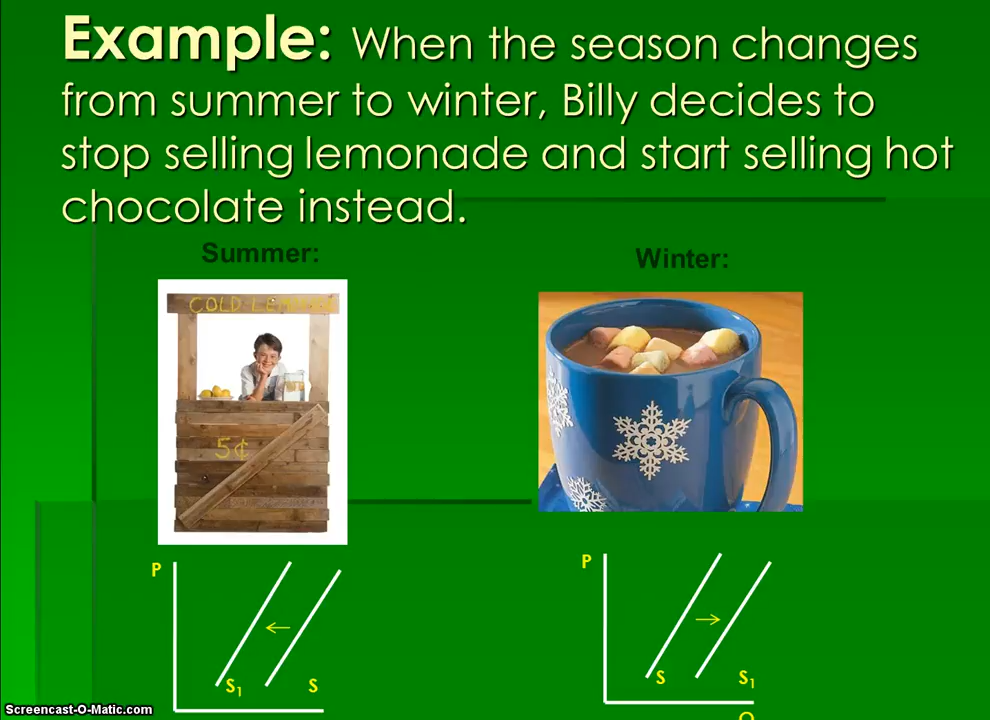 Example: When the season changes
from summer to winter, Billy decides to
stop selling lemonade and start selling hot
chocolate instead.
Summer:
Winter:
COLD
5¢
P
S₁
S
P
S
S₁
Q
Screencast-O-Matic.com